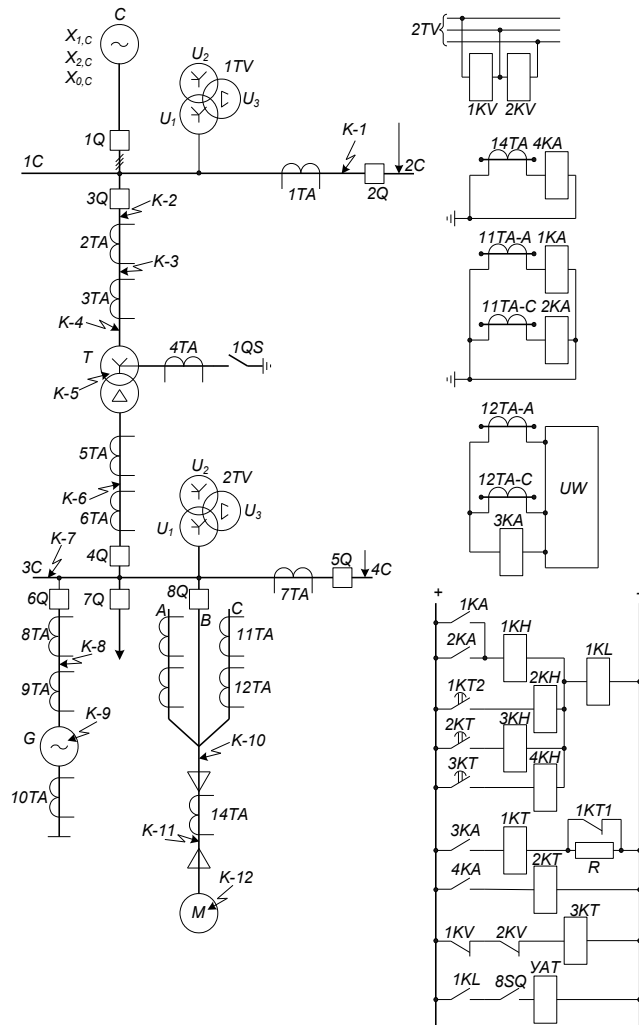 C
X1,C
X2,C
X0,C
U2
1TV
U1
U3
1Q
K-1
1C
2C
1TA
2Q
3Q
K-2
2TA
K-3
3TA
K-4
T
4TA
1QS
K-5
5TA
U2
2TV
K-6
U1
U3
6TA
K-7
4Q
5Q
3C
4C
6Q
7Q
8Q
7TA
A
B
C
8TA
K-8
11TA
9TA
12TA
G
K-9
K-10
10TA
14TA
K-11
K-12
M
2TV
1KV
2KV
14TA
4KA
11TA-A
1KA
11TA-C
2KA
12TA-A
12TA-C
UW
3KA
+
-
1KA
2KA
1KH
1KL
1KT2
2KH
2KT
3KH
3KT
4KH
1KT1
3KA
1KT
R
4KA
2KT
3KT
1KV
2KV
1KL
8SQ
УАТ